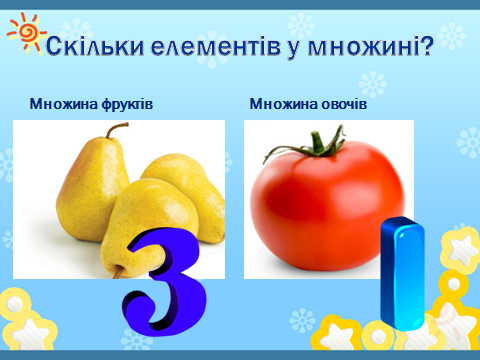 Скільки елементів у множині?
Множина фруктів
Множина овочів
3
1